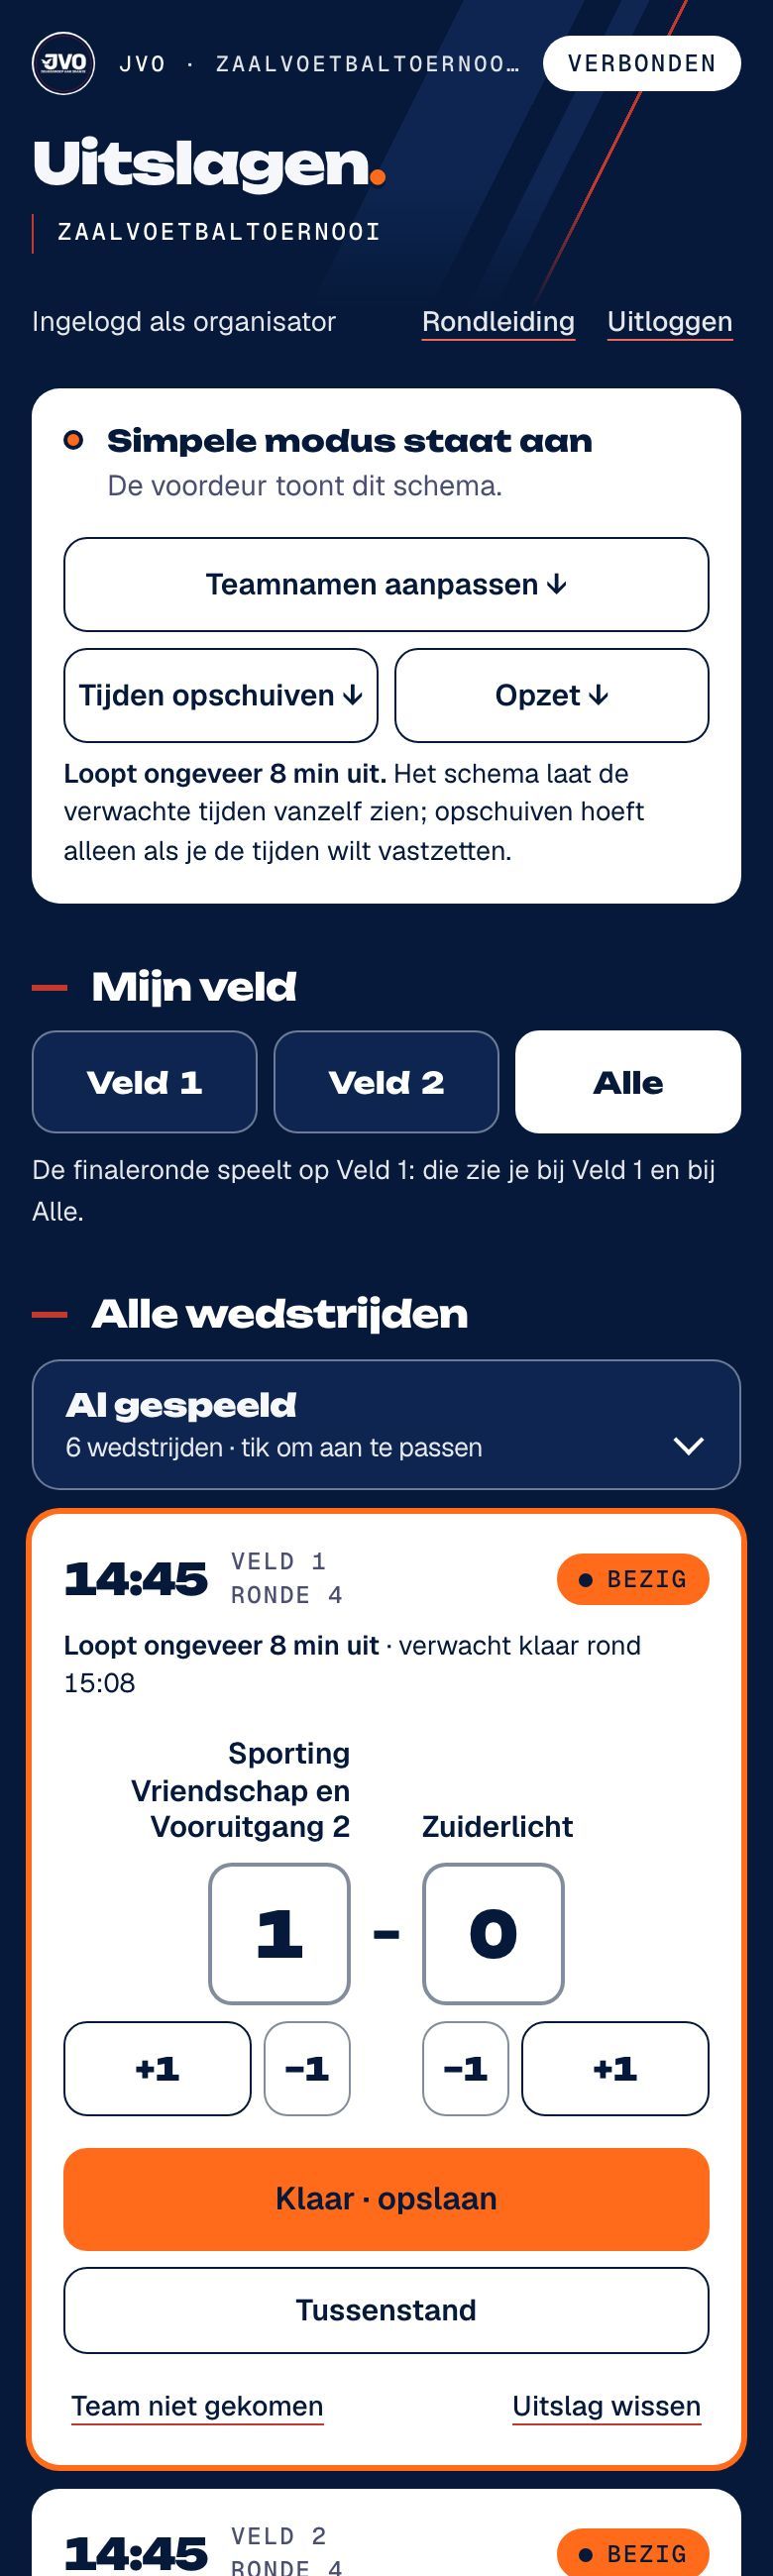 JVO
JVO · ZAALVOETBALTOERNOO…
VERBONDEN
Uitslagen.
ZAALVOETBALTOERNOOI
Ingelogd als organisator
Rondleiding
Uitloggen
Simpele modus staat aan
De voordeur toont dit schema.
Teamnamen aanpassen ↓
Tijden opschuiven ↓
Opzet ↓
Loopt ongeveer 8 min uit. Het schema laat de
verwachte tijden vanzelf zien; opschuiven hoeft
alleen als je de tijden wilt vastzetten.
Mijn veld
Veld 1
Veld 2
Alle
De finaleronde speelt op Veld 1: die zie je bij Veld 1 en bij
Alle.
Alle wedstrijden
Al gespeeld
6 wedstrijden · tik om aan te passen
14:45
VELD 1
RONDE 4
● BEZIG
Loopt ongeveer 8 min uit · verwacht klaar rond
15:08
Sporting
Vriendschap en
Vooruitgang 2
Zuiderlicht
1 - 0
+1
−1
−1
+1
Klaar · opslaan
Tussenstand
Team niet gekomen
Uitslag wissen
14:45
VELD 2
RONDE 4
● BEZIG